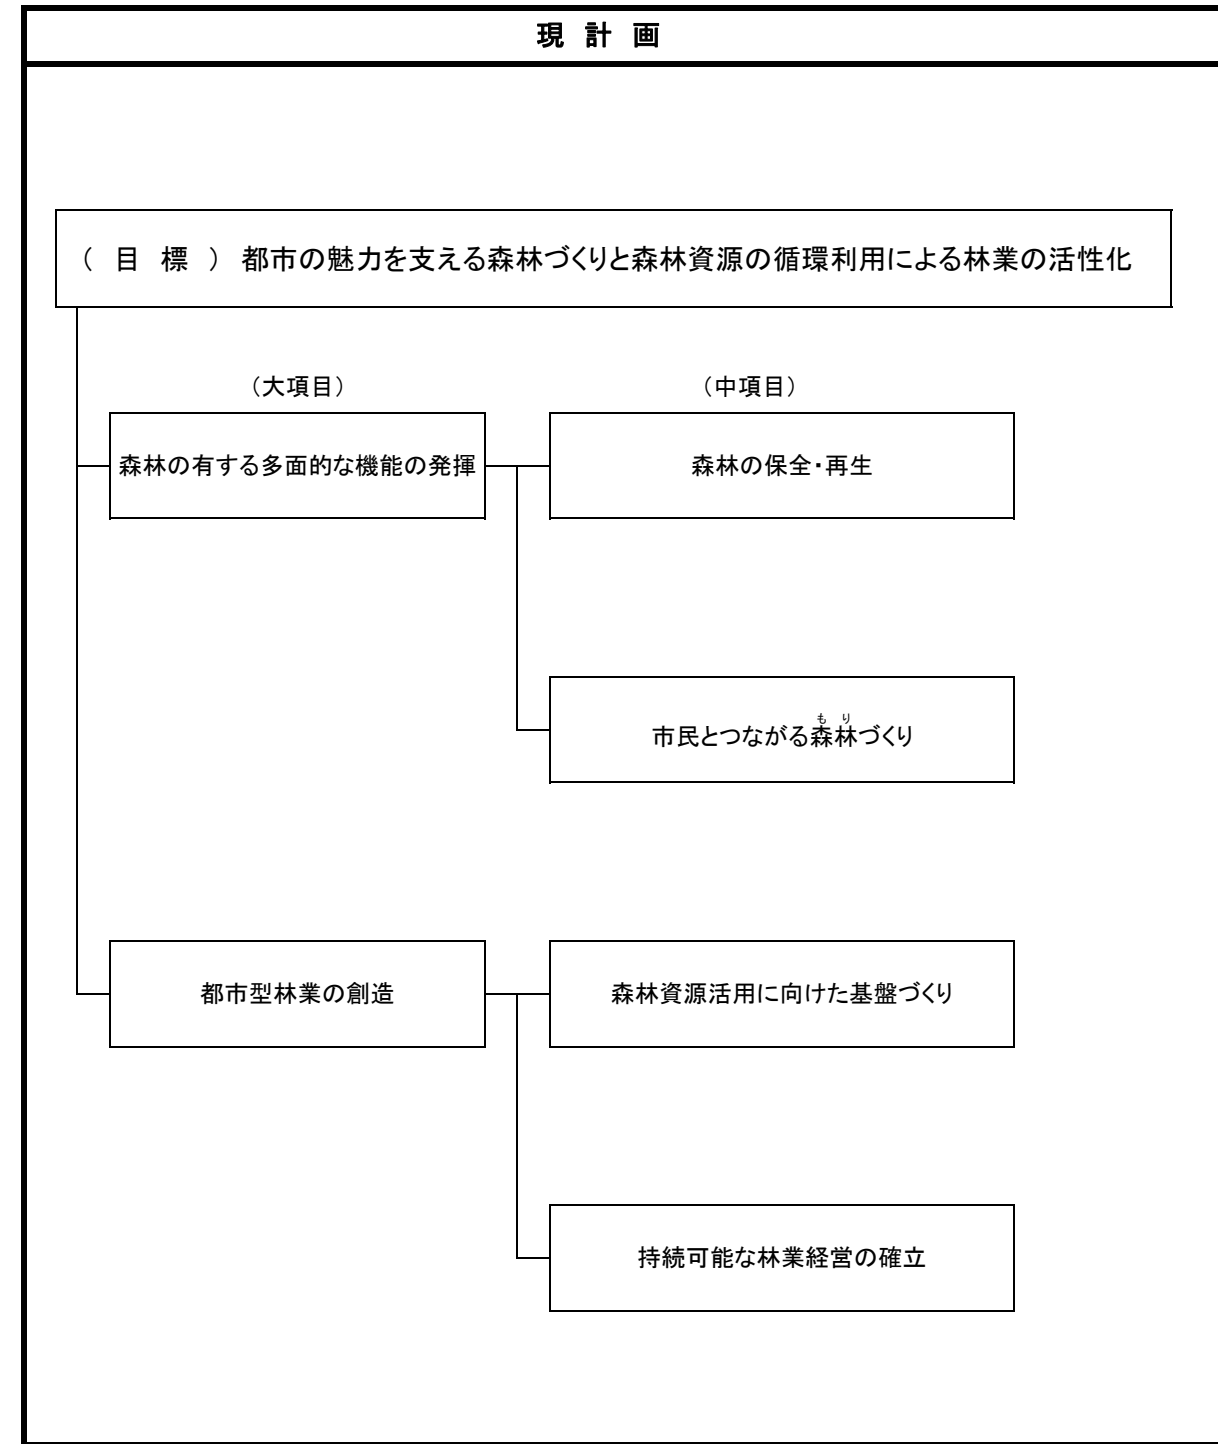 現 計 画
( 目 標 ) 都市の魅力を支える森林づくりと森林資源の循環利用による林業の活性化
(大項目)
(中項目)
森林の有する多面的な機能の発揮
森林の保全・再生
も り
市民とつながる森林づくり
都市型林業の創造
森林資源活用に向けた基盤づくり
持続可能な林業経営の確立